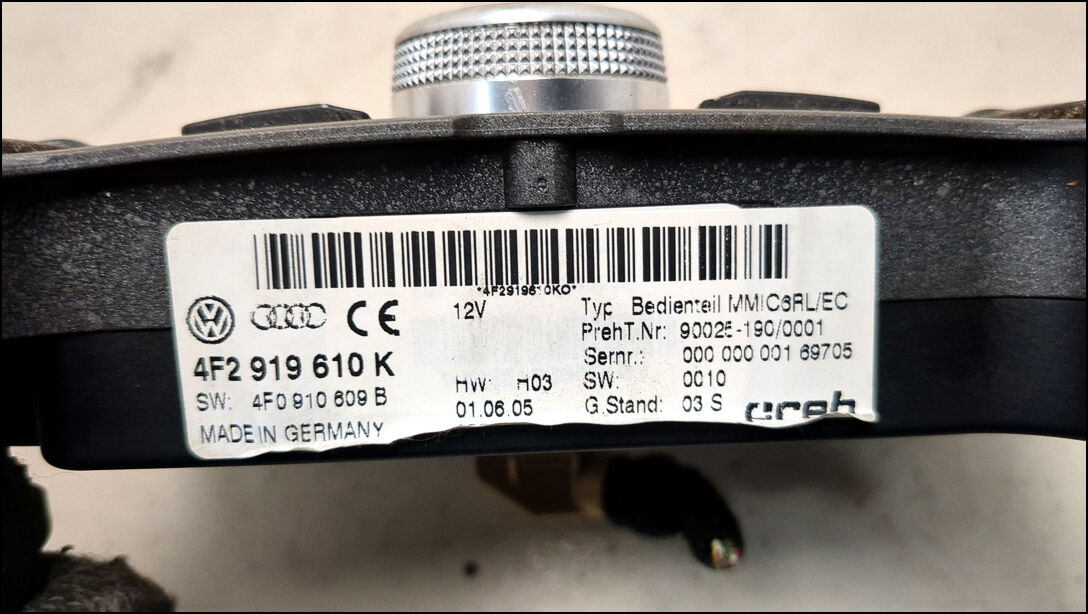 *4F2919610KO*
12V
Typ Bedienteil MMIC6RL/EC
PrehT.Nr: 90025-190/0001
4F2 919 610 K
Sernr.: 000 000 001 69705
HW: H03
SW: 0010
SW: 4F0 910 609 B
01.06.05
G.Stand: 03 S
preh
MADE IN GERMANY